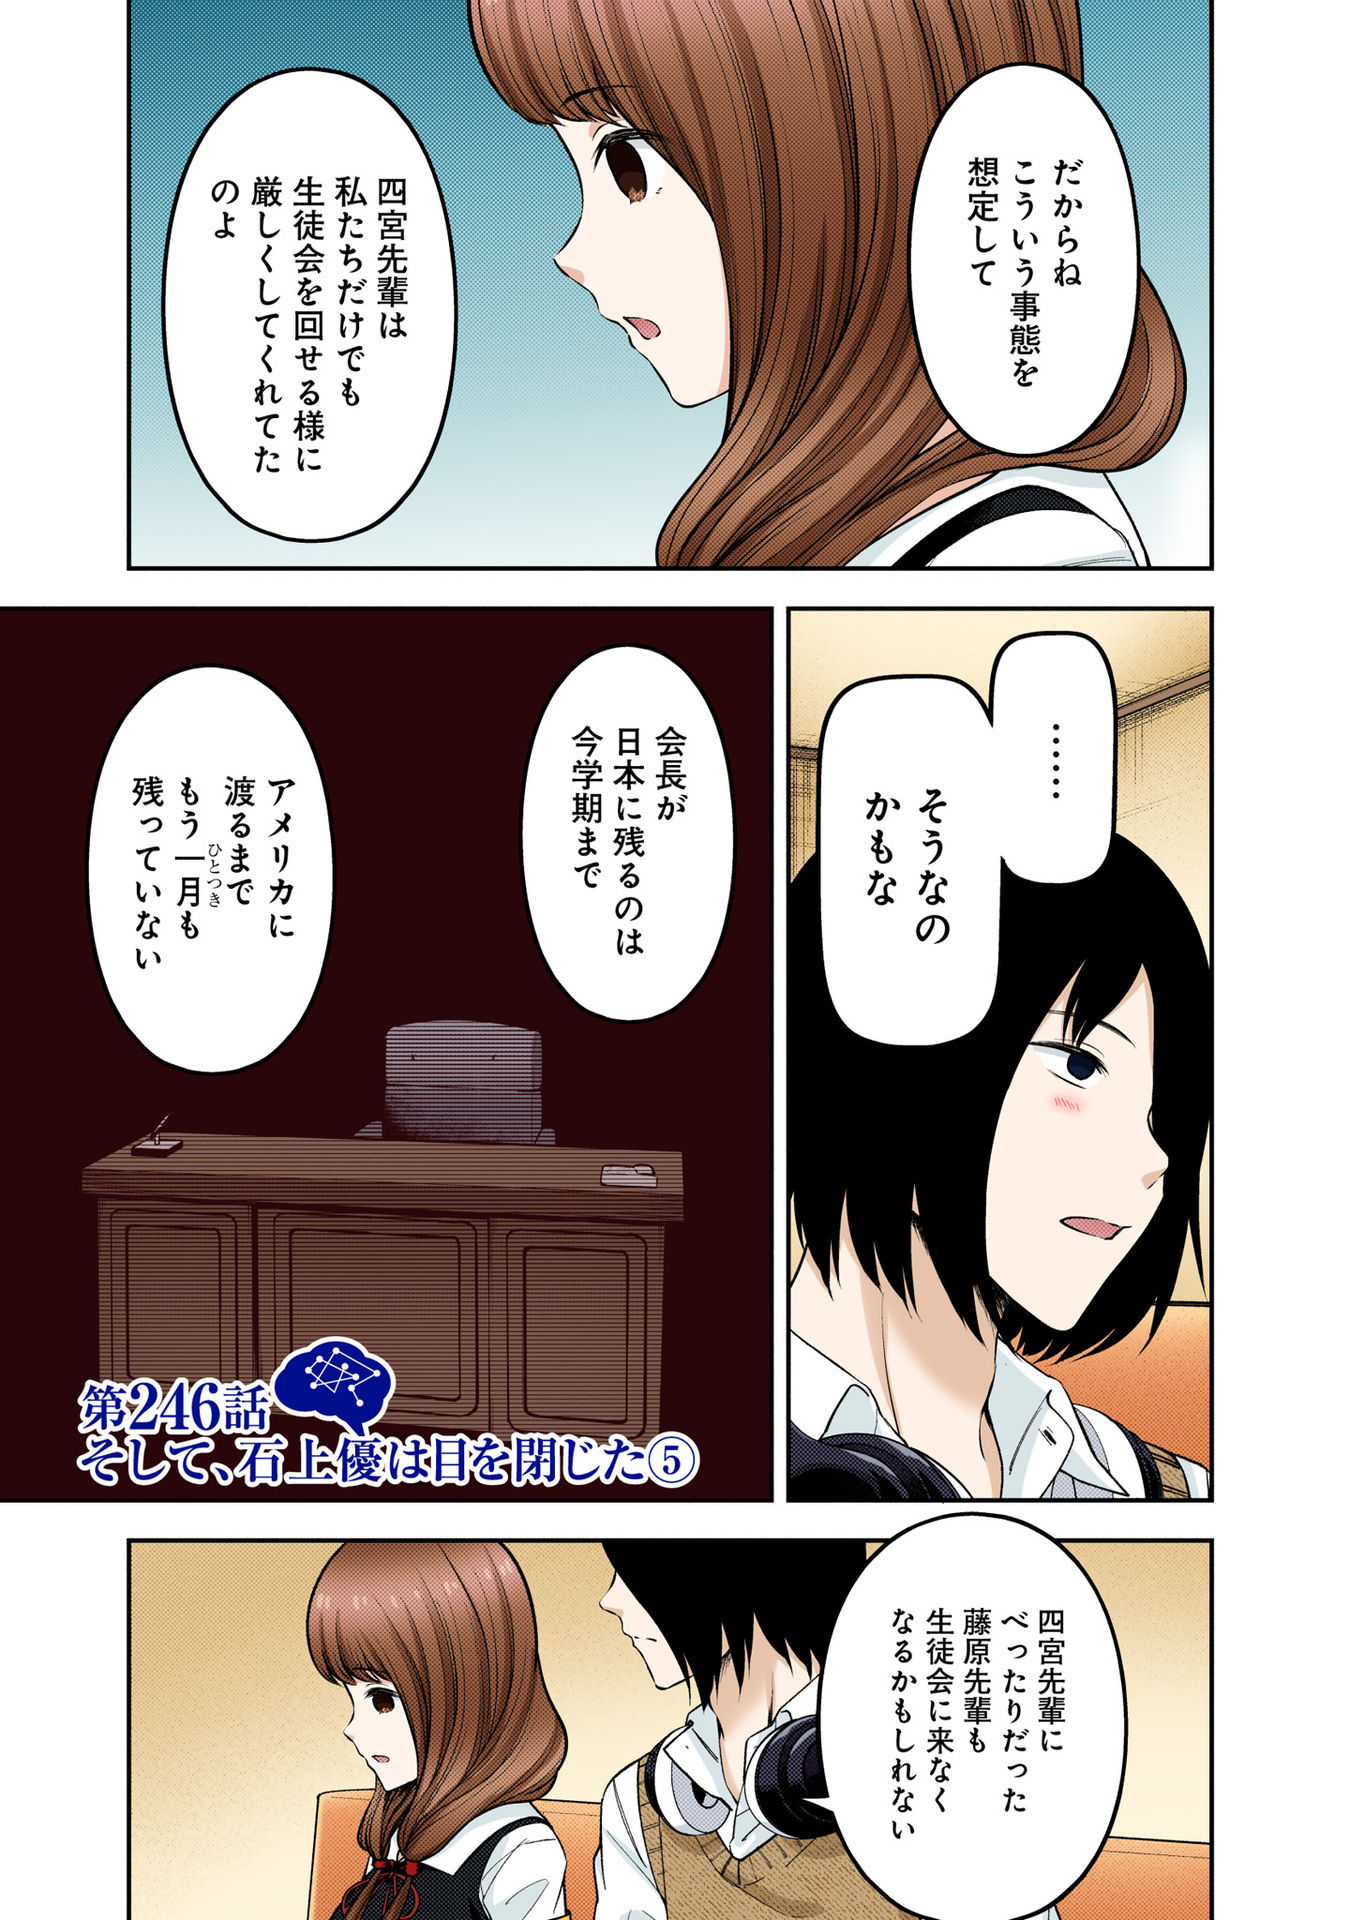 だからね
こういう事態を
想定して
四宮先輩は
私たちだけでも
生徒会を回せる様に
厳しくしてくれてた
のよ
……
そうなの
かもな
会長が
日本に残るのは
今学期まで
アメリカに
渡るまで
もう一月も
ひとつき
残っていない
第246話
そして、石上優は目を閉じた⑤
四宮先輩に
べったりだった
藤原先輩も
生徒会に来なく
なるかもしれない